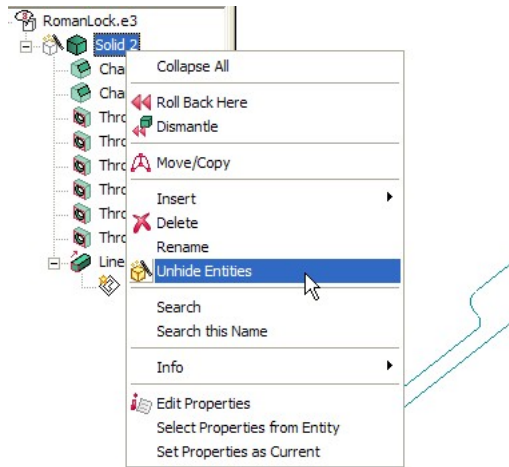 RomanLock.e3
Solid 2
Collapse All
Cha
Cha
Roll Back Here
Thro
Dismantle
Thro
Move/Copy
Thro
Insert
Thro
Delete
Thro
Rename
Line
Unhide Entities
Search
Search this Name
Info
Edit Properties
Select Properties from Entity
Set Properties as Current